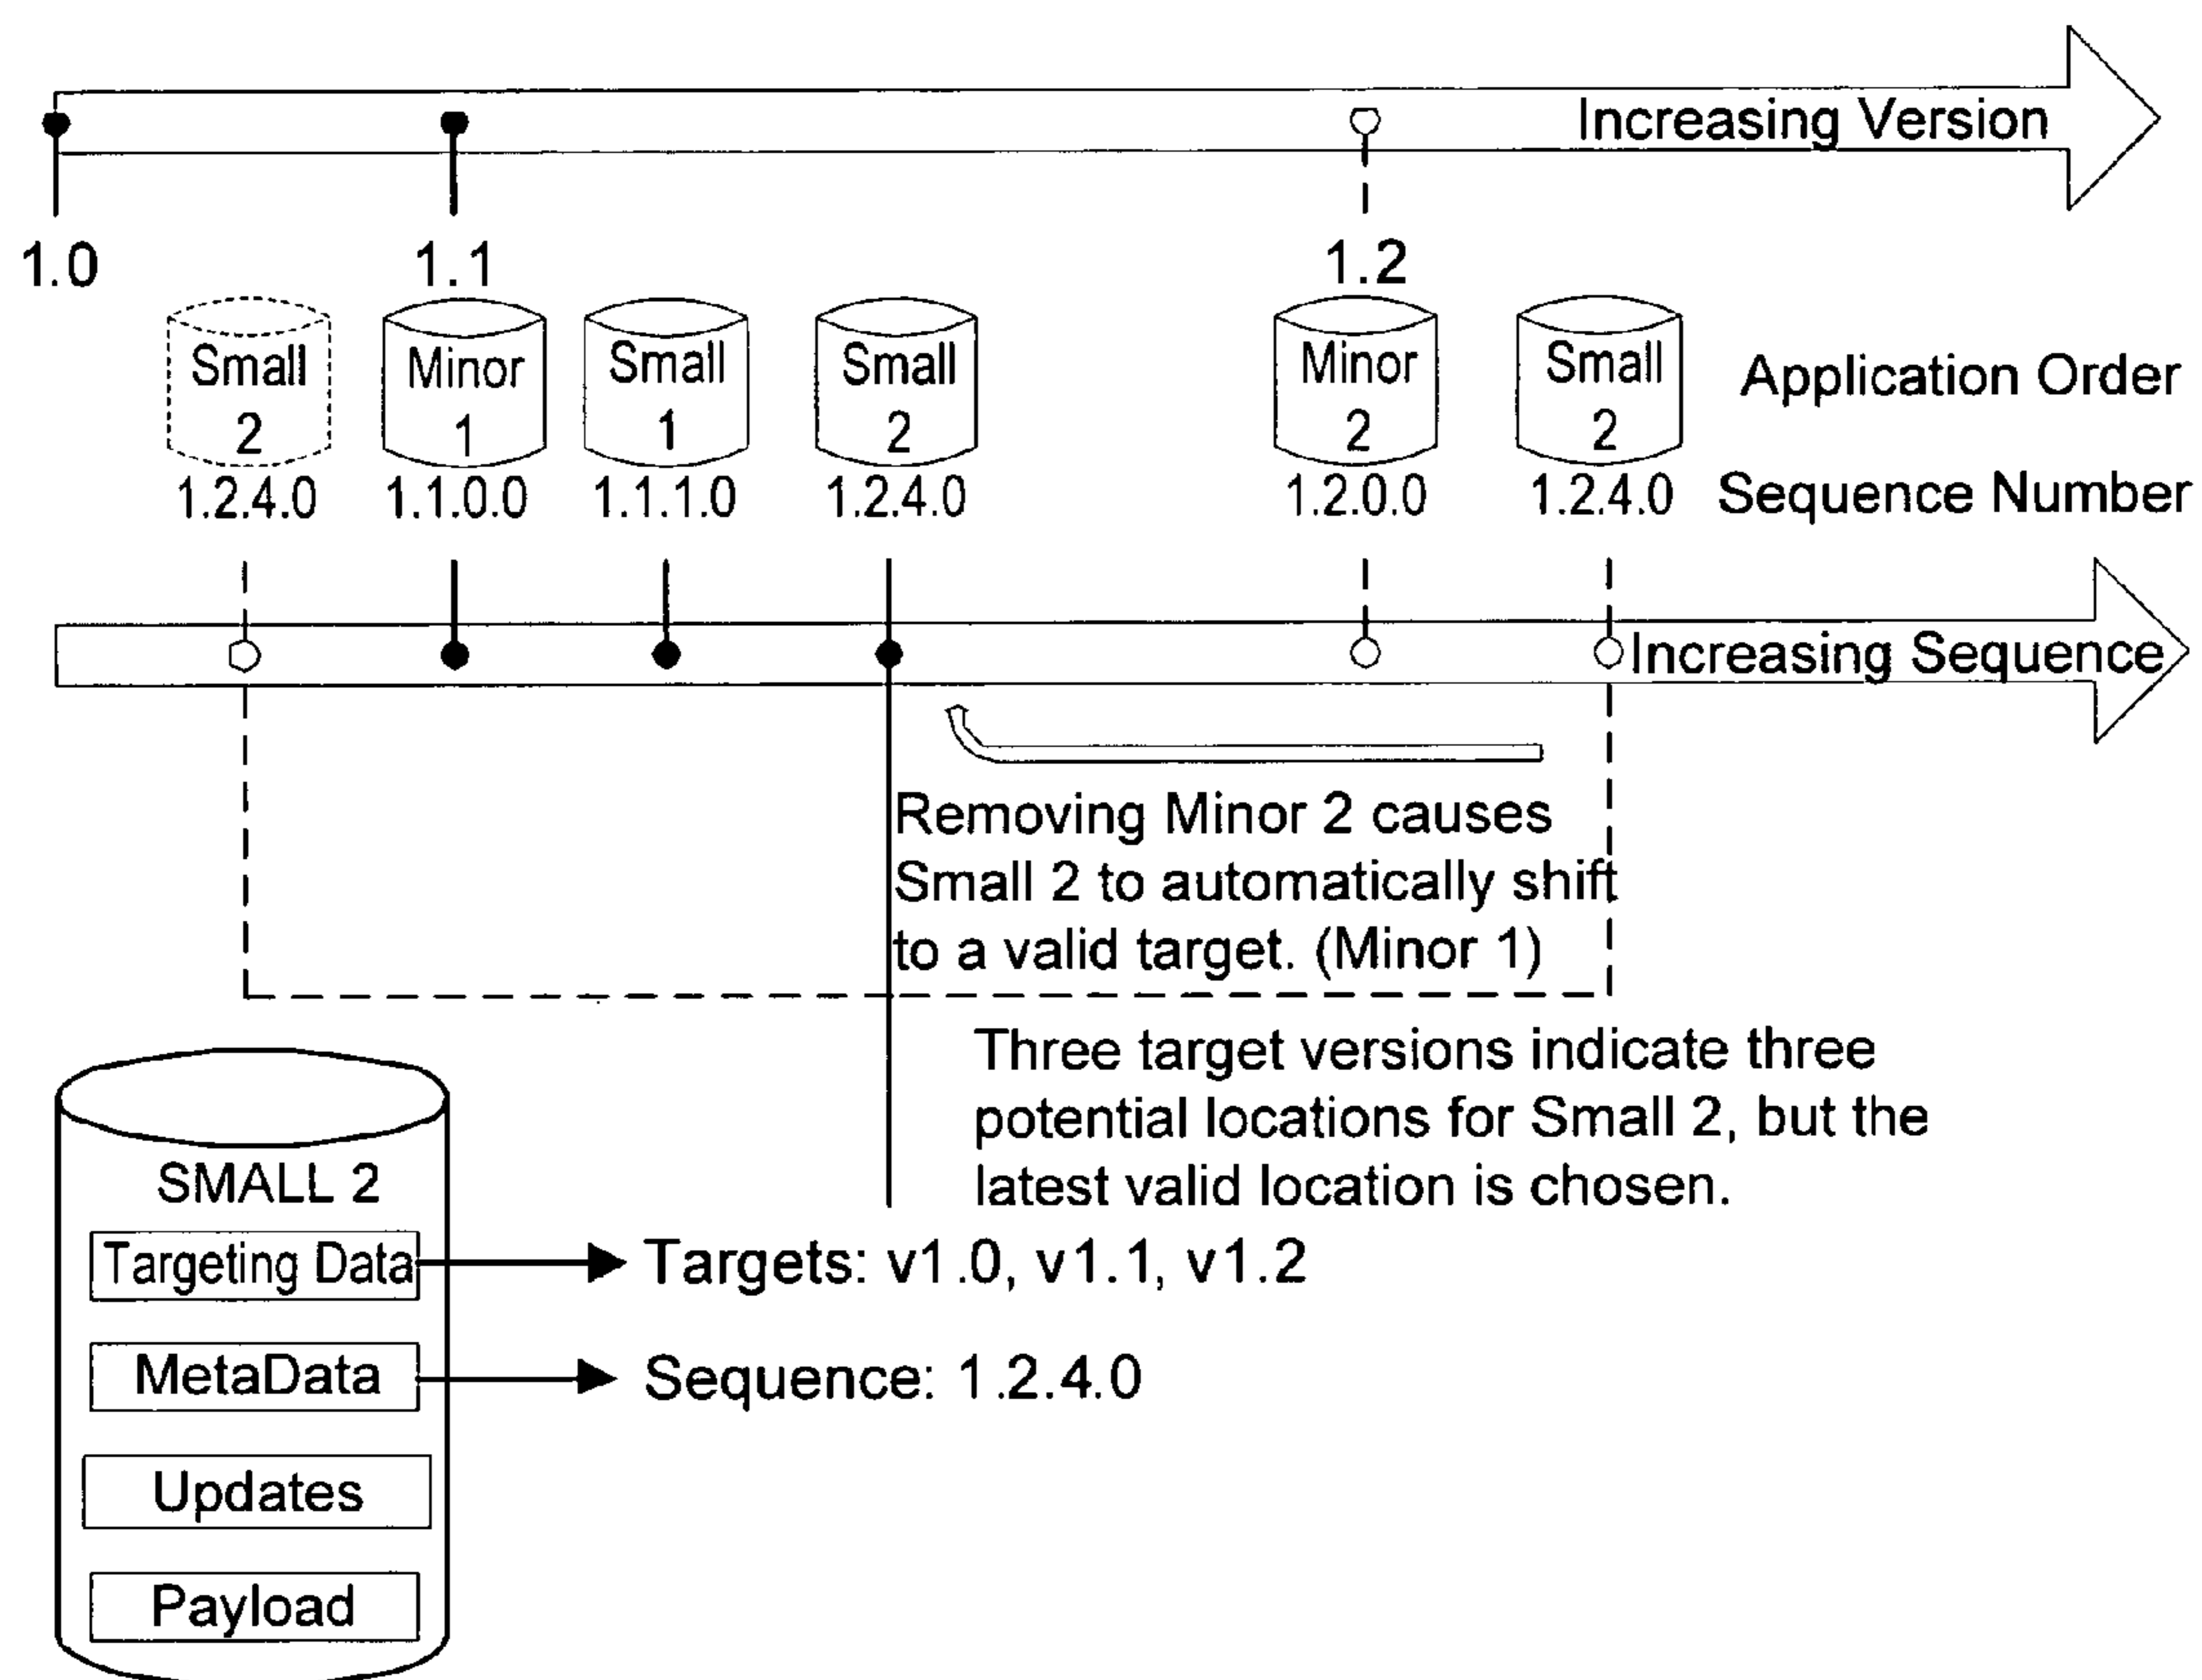 Increasing Version
1.0 1.1 1.2
Small 2 Minor 1 Small 1 Small 2 Minor 2 Small 2 Application Order
1.2.4.0 1.1.0.0 1.1.1.0 1.2.4.0 1.2.0.0 1.2.4.0 Sequence Number
Increasing Sequence
Removing Minor 2 causes
Small 2 to automatically shift
to a valid target. (Minor 1)
Three target versions indicate three
potential locations for Small 2, but the
latest valid location is chosen.
SMALL 2
Targeting Data Targets: v1.0, v1.1, v1.2
MetaData Sequence: 1.2.4.0
Updates
Payload